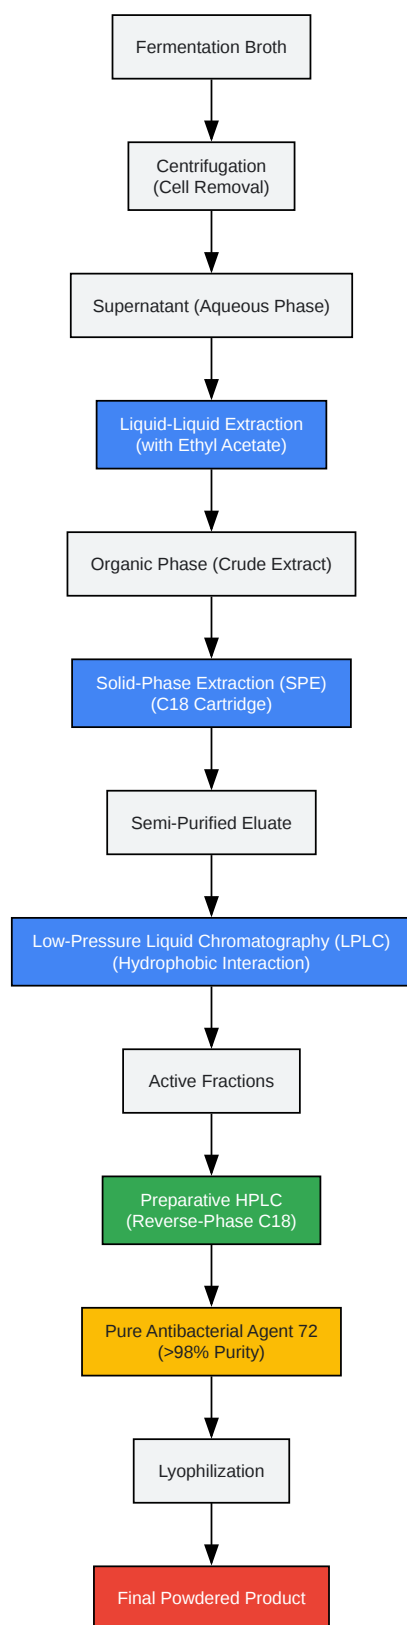 Fermentation Broth
Centrifugation
(Cell Removal)
Supernatant (Aqueous Phase)
Liquid-Liquid Extraction
(with Ethyl Acetate)
Organic Phase (Crude Extract)
Solid-Phase Extraction (SPE)
(C18 Cartridge)
Semi-Purified Eluate
Low-Pressure Liquid Chromatography (LPLC)
(Hydrophobic Interaction)
Active Fractions
Preparative HPLC
(Reverse-Phase C18)
Pure Antibacterial Agent 72
(>98% Purity)
Lyophilization
Final Powdered Product